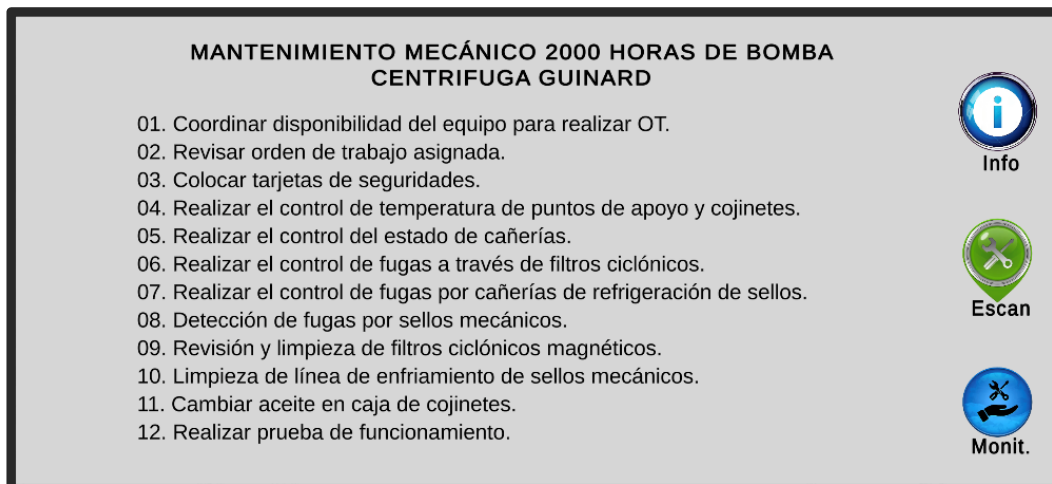 MANTENIMIENTO MECÁNICO 2000 HORAS DE BOMBA
CENTRIFUGA GUINARD
01. Coordinar disponibilidad del equipo para realizar OT.
02. Revisar orden de trabajo asignada.
03. Colocar tarjetas de seguridades.
04. Realizar el control de temperatura de puntos de apoyo y cojinetes.
05. Realizar el control del estado de cañerías.
06. Realizar el control de fugas a través de filtros ciclónicos.
07. Realizar el control de fugas por cañerías de refrigeración de sellos.
08. Detección de fugas por sellos mecánicos.
09. Revisión y limpieza de filtros ciclónicos magnéticos.
10. Limpieza de línea de enfriamiento de sellos mecánicos.
11. Cambiar aceite en caja de cojinetes.
12. Realizar prueba de funcionamiento.
i
Info
Escan
Monit.